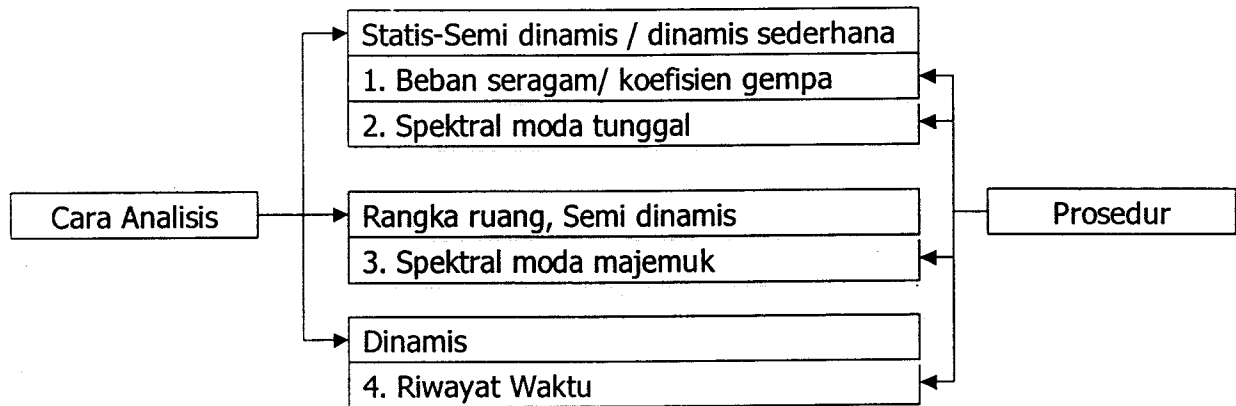 Statis-Semi dinamis / dinamis sederhana
1. Beban seragam/ koefisien gempa
2. Spektral moda tunggal
Cara Analisis
Rangka ruang, Semi dinamis
Prosedur
3. Spektral moda majemuk
Dinamis
4. Riwayat Waktu